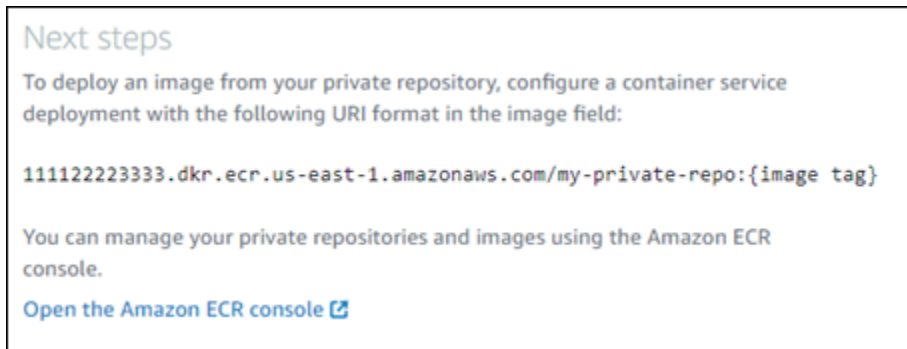 Next steps
To deploy an image from your private repository, configure a container service
deployment with the following URI format in the image field:
111122223333.dkr.ecr.us-east-1.amazonaws.com/my-private-repo:{image tag}
You can manage your private repositories and images using the Amazon ECR
console.
Open the Amazon ECR console